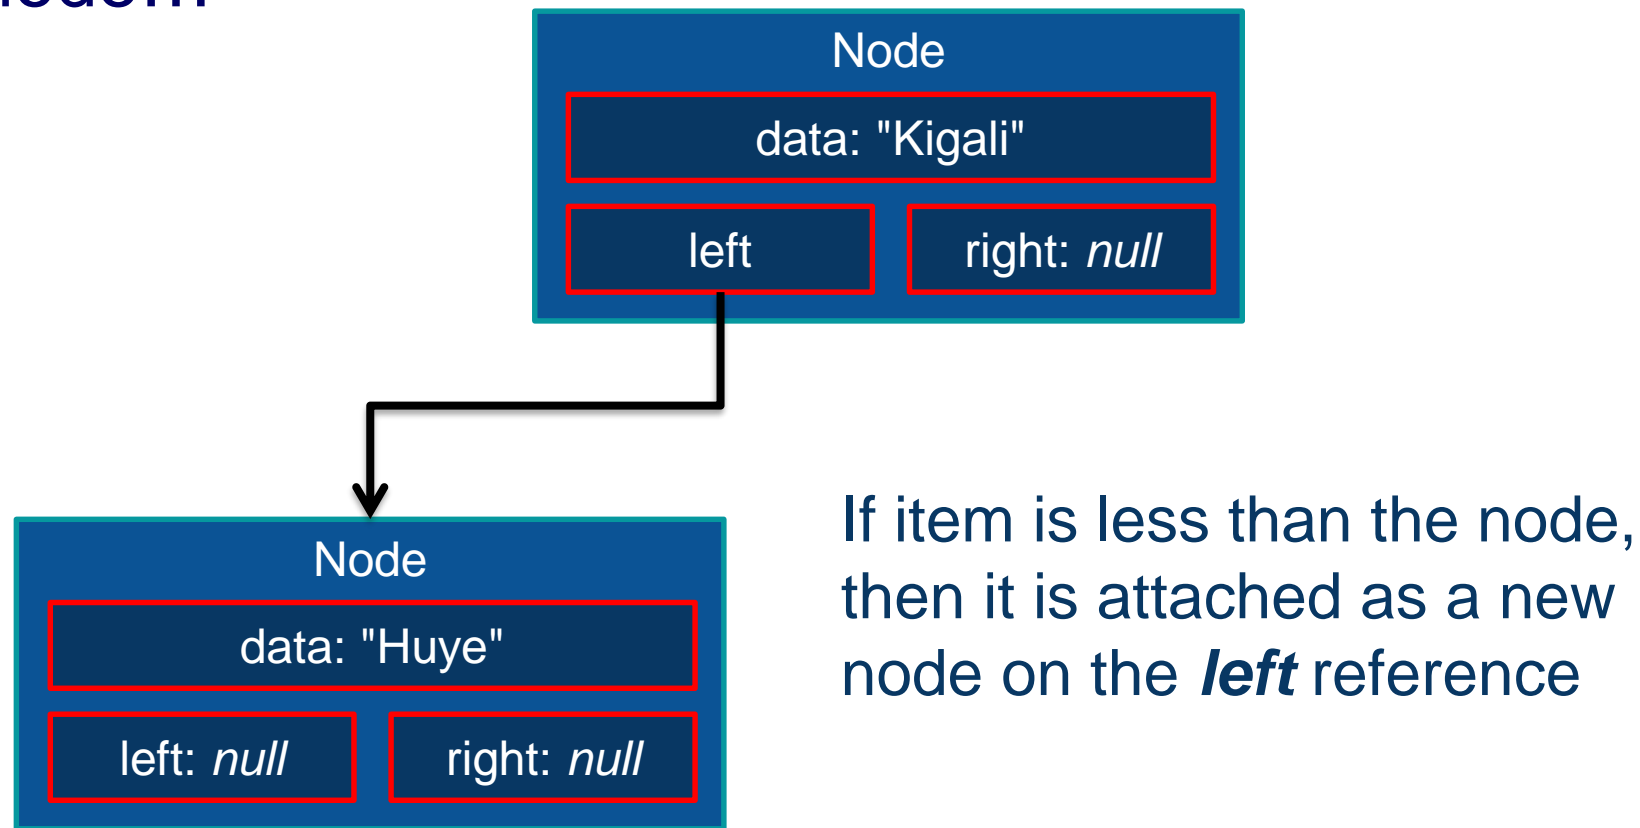 Node
data: "Kigali"
left
right: null
Node
data: "Huye"
left: null
right: null
If item is less than the node,
then it is attached as a new
node on the left reference